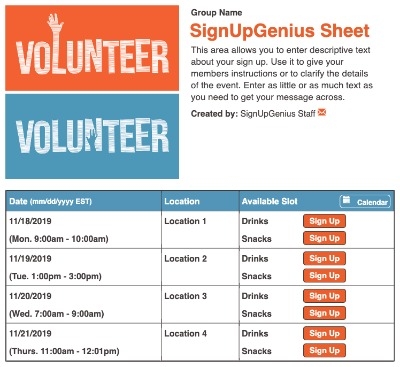 VOLUNTEER
VOLUNTEER
Group Name
SignUpGenius Sheet
This area allows you to enter descriptive text
about your sign up. Use it to give your
members instructions or to clarify the details
of the event. Enter as little or as much text as
you need to get your message across.
Created by: SignUpGenius Staff
Date (mm/dd/yyyy EST) Location Available Slot Calendar
11/18/2019 Location 1 Drinks Sign Up
(Mon. 9:00am - 10:00am) Snacks Sign Up
11/19/2019 Location 2 Drinks Sign Up
(Tue. 1:00pm - 3:00pm) Snacks Sign Up
11/20/2019 Location 3 Drinks Sign Up
(Wed. 7:00am - 9:00am) Snacks Sign Up
11/21/2019 Location 4 Drinks Sign Up
(Thurs. 11:00am - 12:01pm) Snacks Sign Up